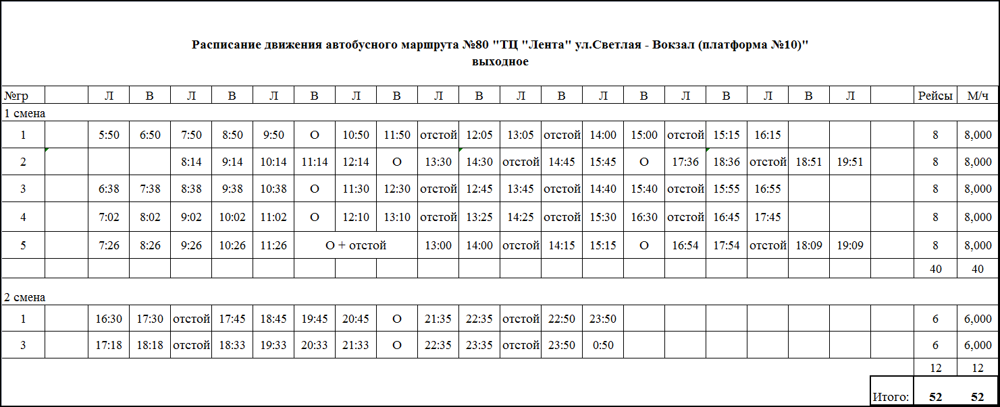 Расписание движения автобусного маршрута №80 "ТЦ "Лента" ул.Светлая - Вокзал (платформа №10)"
выходное
№гр Л В Л В Л В Л В Л В Л В Л В Л В Л В Л Рейсы М/ч
1 смена
1 5:50 6:50 7:50 8:50 9:50 О 10:50 11:50 отстой 12:05 13:05 отстой 14:00 15:00 отстой 15:15 16:15 8 8,000
2 8:14 9:14 10:14 11:14 12:14 О 13:30 14:30 отстой 14:45 15:45 О 17:36 18:36 отстой 18:51 19:51 8 8,000
3 6:38 7:38 8:38 9:38 10:38 О 11:30 12:30 отстой 12:45 13:45 отстой 14:40 15:40 отстой 15:55 16:55 8 8,000
4 7:02 8:02 9:02 10:02 11:02 О 12:10 13:10 отстой 13:25 14:25 отстой 15:30 16:30 отстой 16:45 17:45 8 8,000
5 7:26 8:26 9:26 10:26 11:26 О + отстой 13:00 14:00 отстой 14:15 15:15 О 16:54 17:54 отстой 18:09 19:09 8 8,000
40 40
2 смена
1 16:30 17:30 отстой 17:45 18:45 19:45 20:45 О 21:35 22:35 отстой 22:50 23:50 6 6,000
3 17:18 18:18 отстой 18:33 19:33 20:33 21:33 О 22:35 23:35 отстой 23:50 0:50 6 6,000
12 12
Итого: 52 52